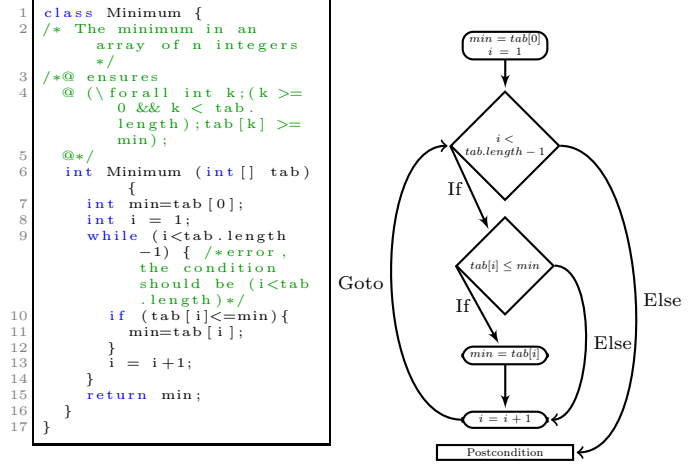 1 class Minimum {
2 /* The minimum in an
array of n integers
*/
3 /*@ ensures
4 @ (\forall int k;(k >=
0 && k < tab.
length);tab[k] >=
min);
5 @*/
6 int Minimum (int[] tab)
{
7 int min=tab[0];
8 int i = 1;
9 while (i<tab.length
−1) { /*error,
the condition
should be (i<tab
.length)*/
10 if (tab[i]<=min){
11 min=tab[i];
12 }
13 i = i+1;
14 }
15 return min;
16 }
17 }
min = tab[0]
i = 1
i <
tab.length − 1
If
tab[i] ≤ min
Goto
If
Else
Else
min = tab[i]
i = i + 1
Postcondition